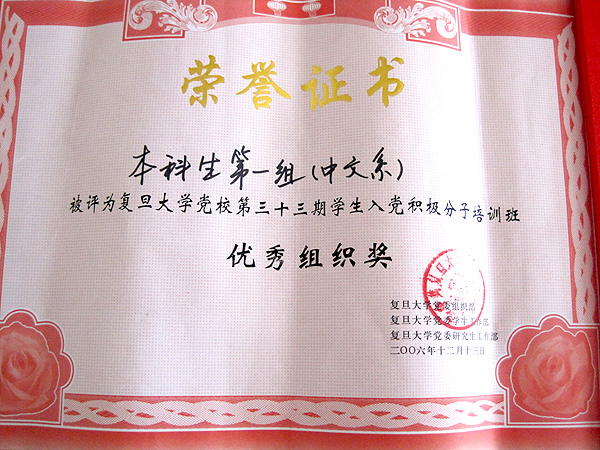 荣誉证书
本科生第一组(中文系)
被评为复旦大学党校第三十三期学生入党积极分子培训班
优秀组织奖
复旦大学党委组织部
复旦大学党委学生工作部
复旦大学党委研究生工作部
二〇〇六年十二月十三日